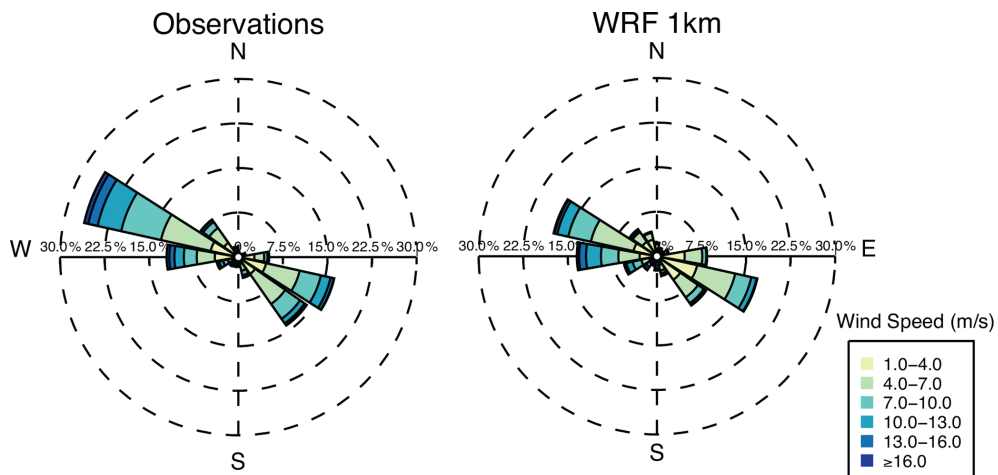 Observations
WRF 1km
N
N
W
30.0 % 22.5 % 15.0 %
7.5 % 15.0 % 22.5 % 30.0 %
30.0 % 22.5 % 15.0 %
7.5 % 15.0 % 22.5 % 30.0 %
E
S
S
Wind Speed (m/s)
1.0–4.0
4.0–7.0
7.0–10.0
10.0–13.0
13.0–16.0
≥16.0